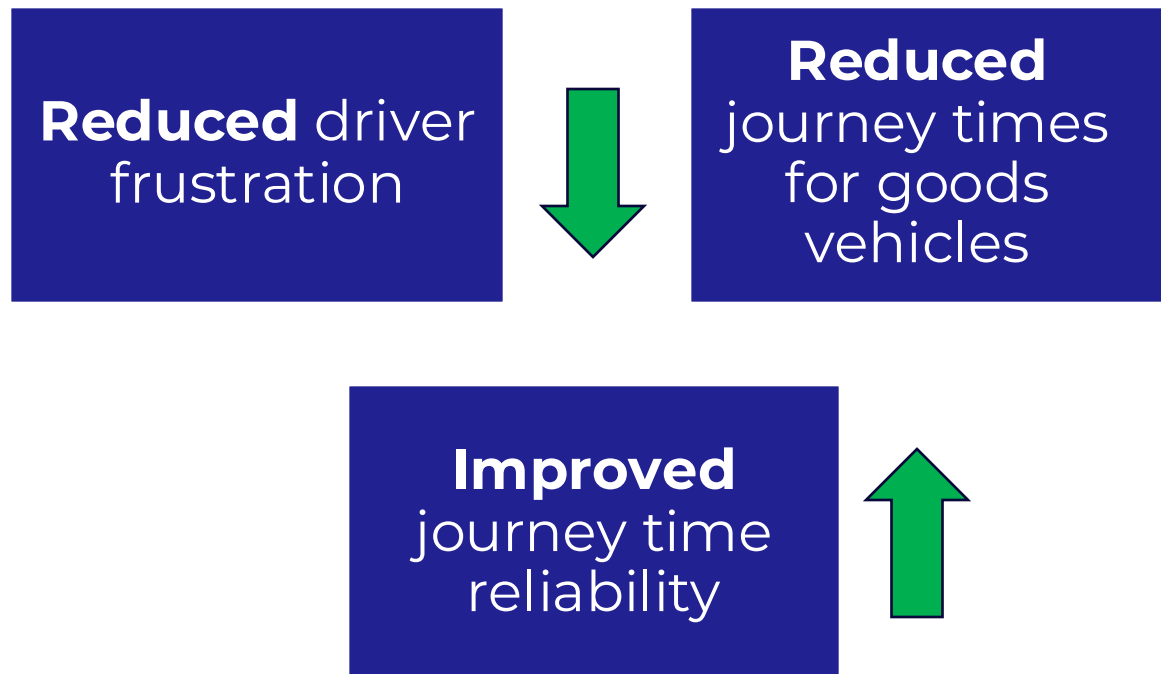 Reduced driver
frustration
Reduced
journey times
for goods
vehicles
Improved
journey time
reliability